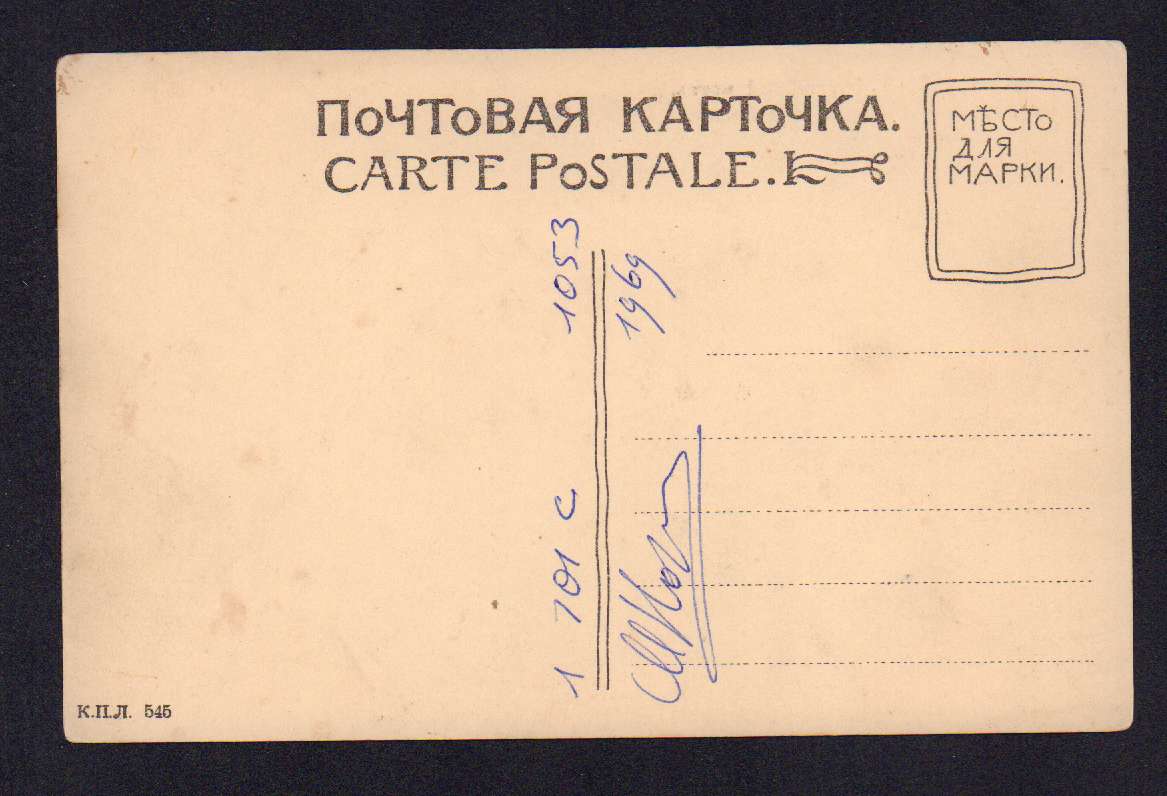 ПОЧТОВАЯ КАРТОЧКА.
CARTE POSTALE.
МѢСТО
ДЛЯ
МАРКИ.
1 701 C 1053
1969
К.П.Л. 545